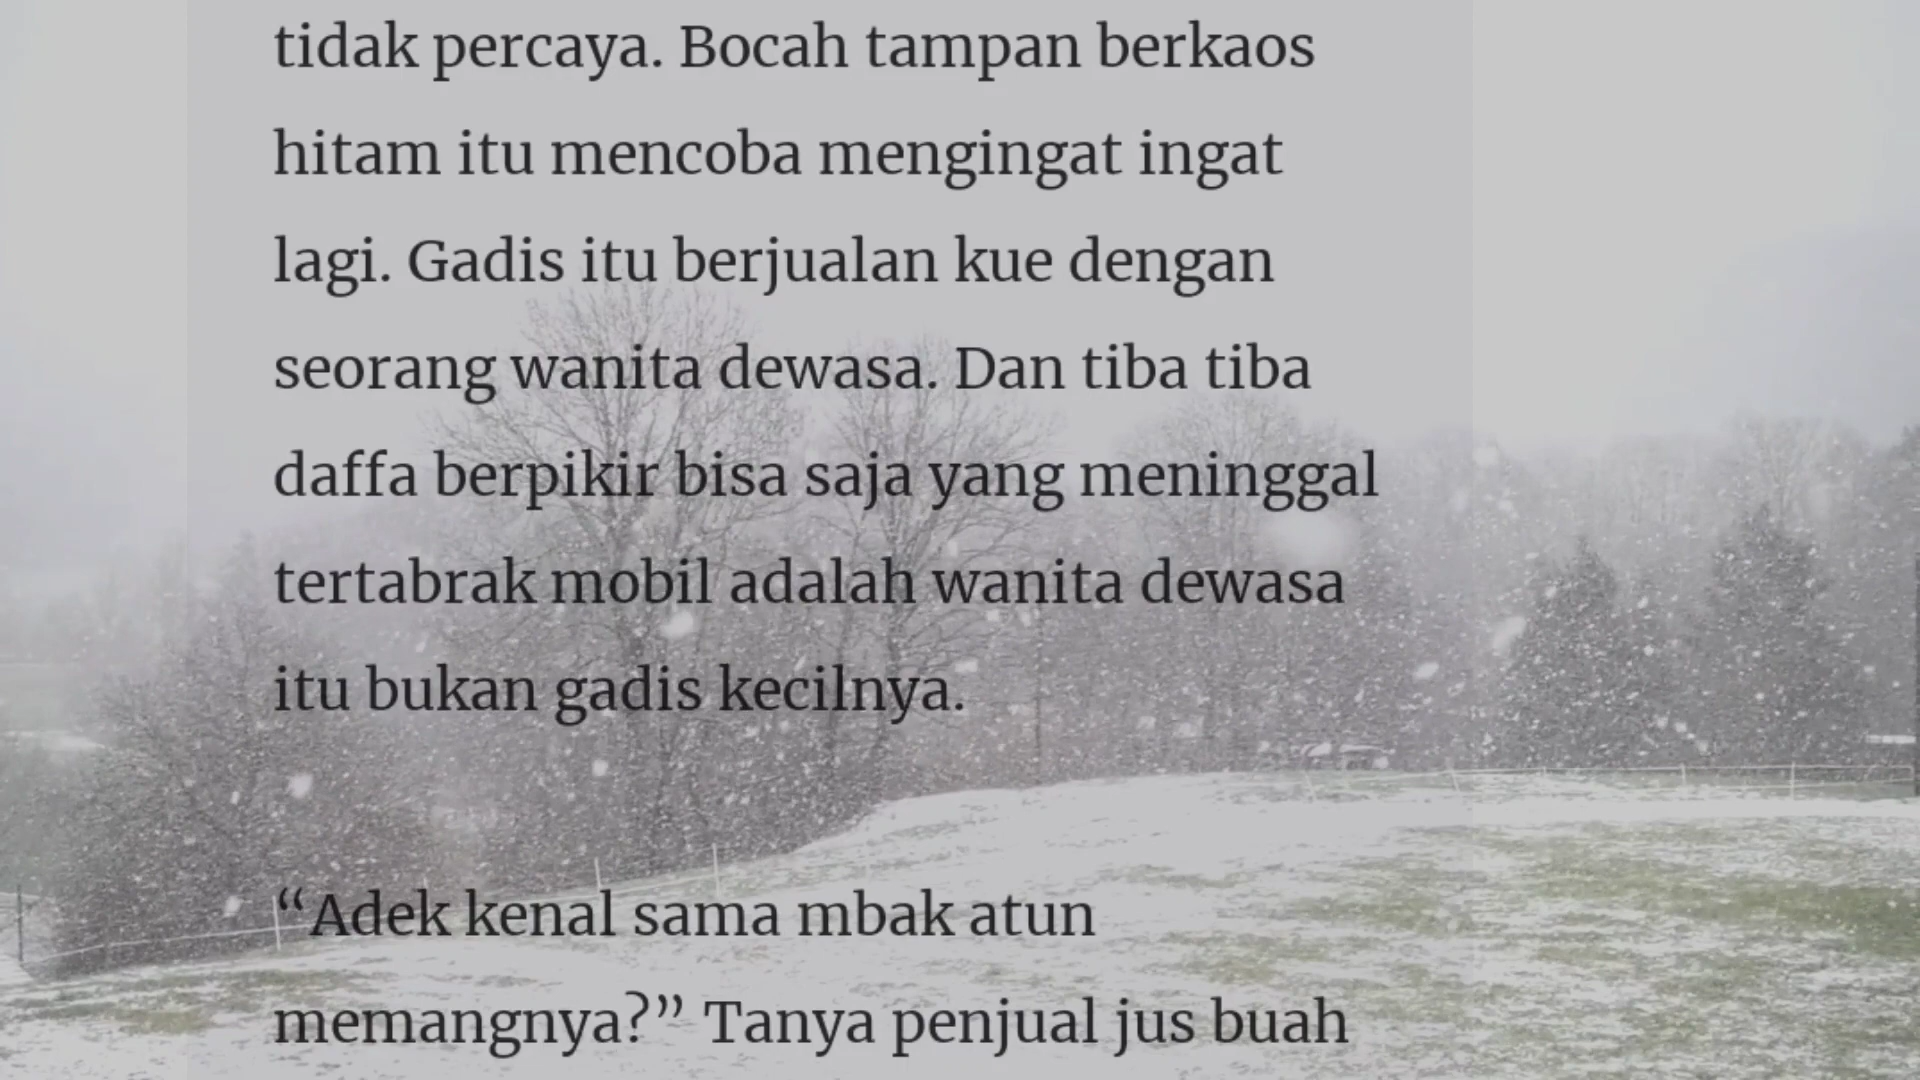 tidak percaya. Bocah tampan berkaos
hitam itu mencoba mengingat ingat
lagi. Gadis itu berjualan kue dengan
seorang wanita dewasa. Dan tiba tiba
daffa berpikir bisa saja yang meninggal
tertabrak mobil adalah wanita dewasa
itu bukan gadis kecilnya.
“Adek kenal sama mbak atun
memangnya?” Tanya penjual jus buah